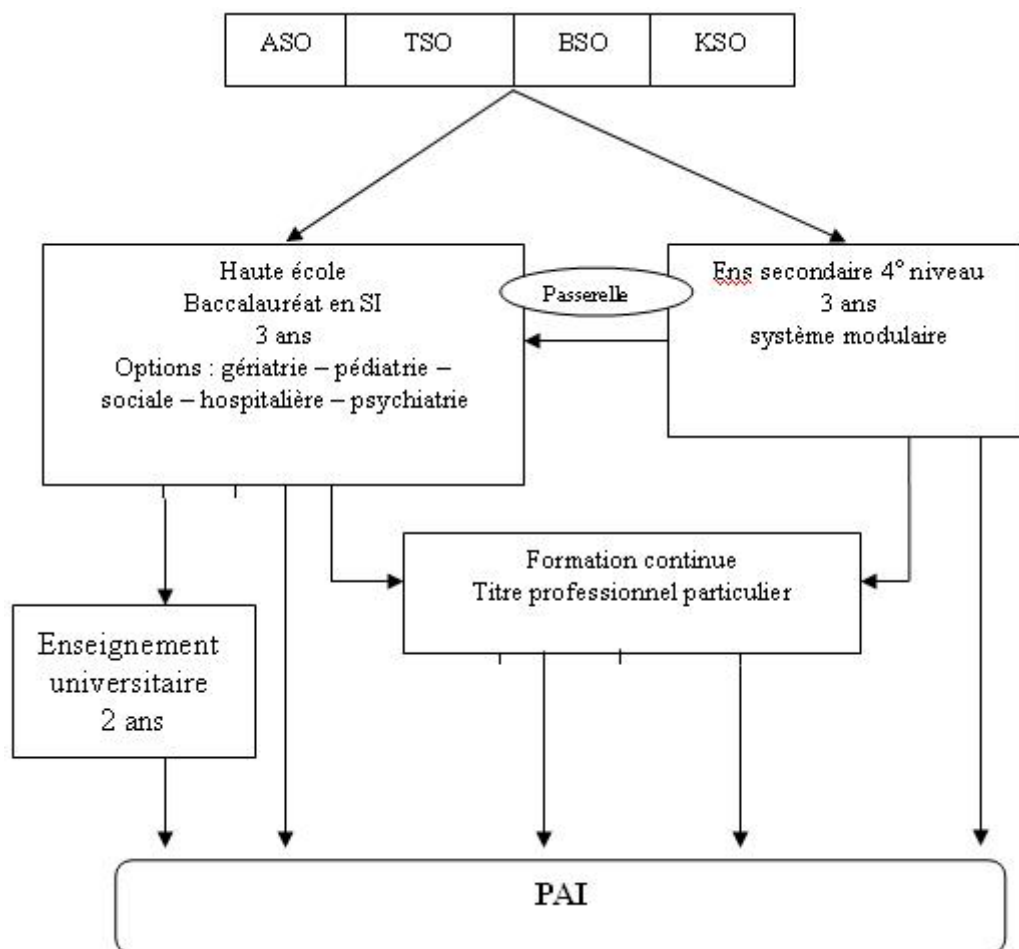 ASO TSO BSO KSO
Haute école
Baccalauréat en SI
3 ans
Options : gériatrie – pédiatrie –
sociale – hospitalière – psychiatrie
Passerelle
Ens secondaire 4° niveau
3 ans
système modulaire
Formation continue
Titre professionnel particulier
Enseignement
universitaire
2 ans
PAI